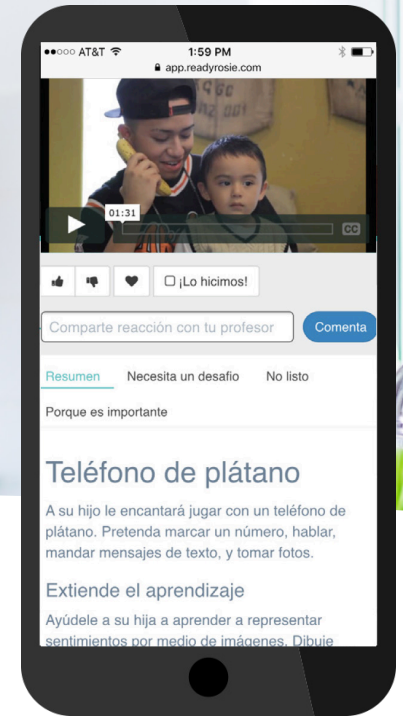 AT&T 1:59 PM
app.readyrosie.com
01:31
CC
¡Lo hicimos!
Comparte reacción con tu profesor Comenta
Resumen Necesita un desafio No listo
Porque es importante
Teléfono de plátano
A su hijo le encantará jugar con un teléfono de
plátano. Pretenda marcar un número, hablar,
mandar mensajes de texto, y tomar fotos.
Extiende el aprendizaje
Ayúdele a su hija a aprender a representar
sentimientos por medio de imágenes. Dibuje